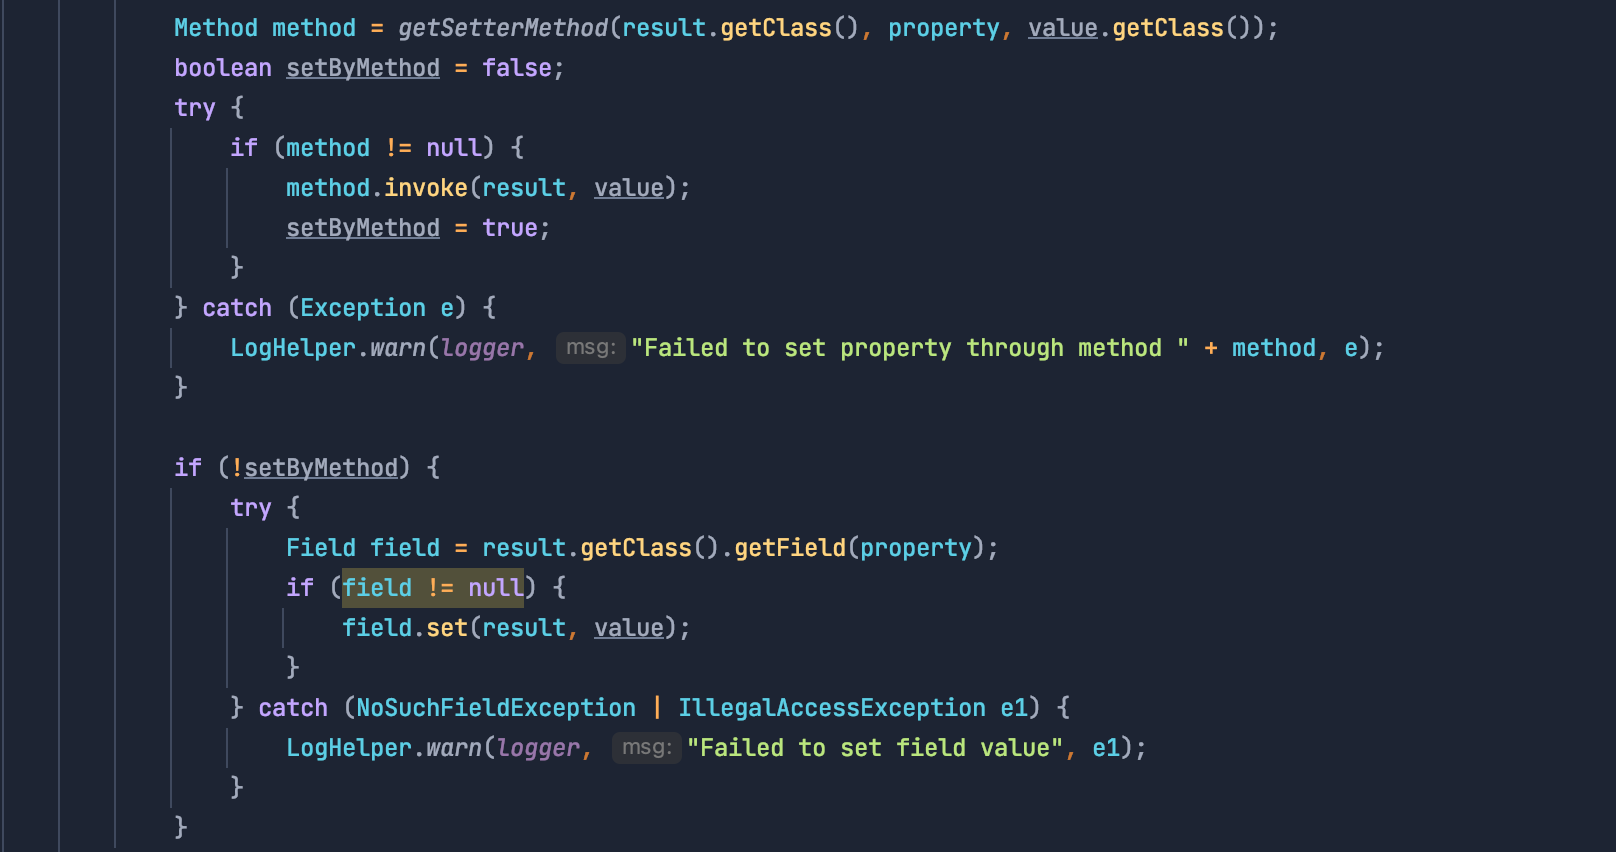 Method method = getSetterMethod(result.getClass(), property, value.getClass());
boolean setByMethod = false;
try {
if (method != null) {
method.invoke(result, value);
setByMethod = true;
}
} catch (Exception e) {
LogHelper.warn(logger, msg: "Failed to set property through method " + method, e);
}
if (!setByMethod) {
try {
Field field = result.getClass().getField(property);
if (field != null) {
field.set(result, value);
}
} catch (NoSuchFieldException | IllegalAccessException e1) {
LogHelper.warn(logger, msg: "Failed to set field value", e1);
}
}